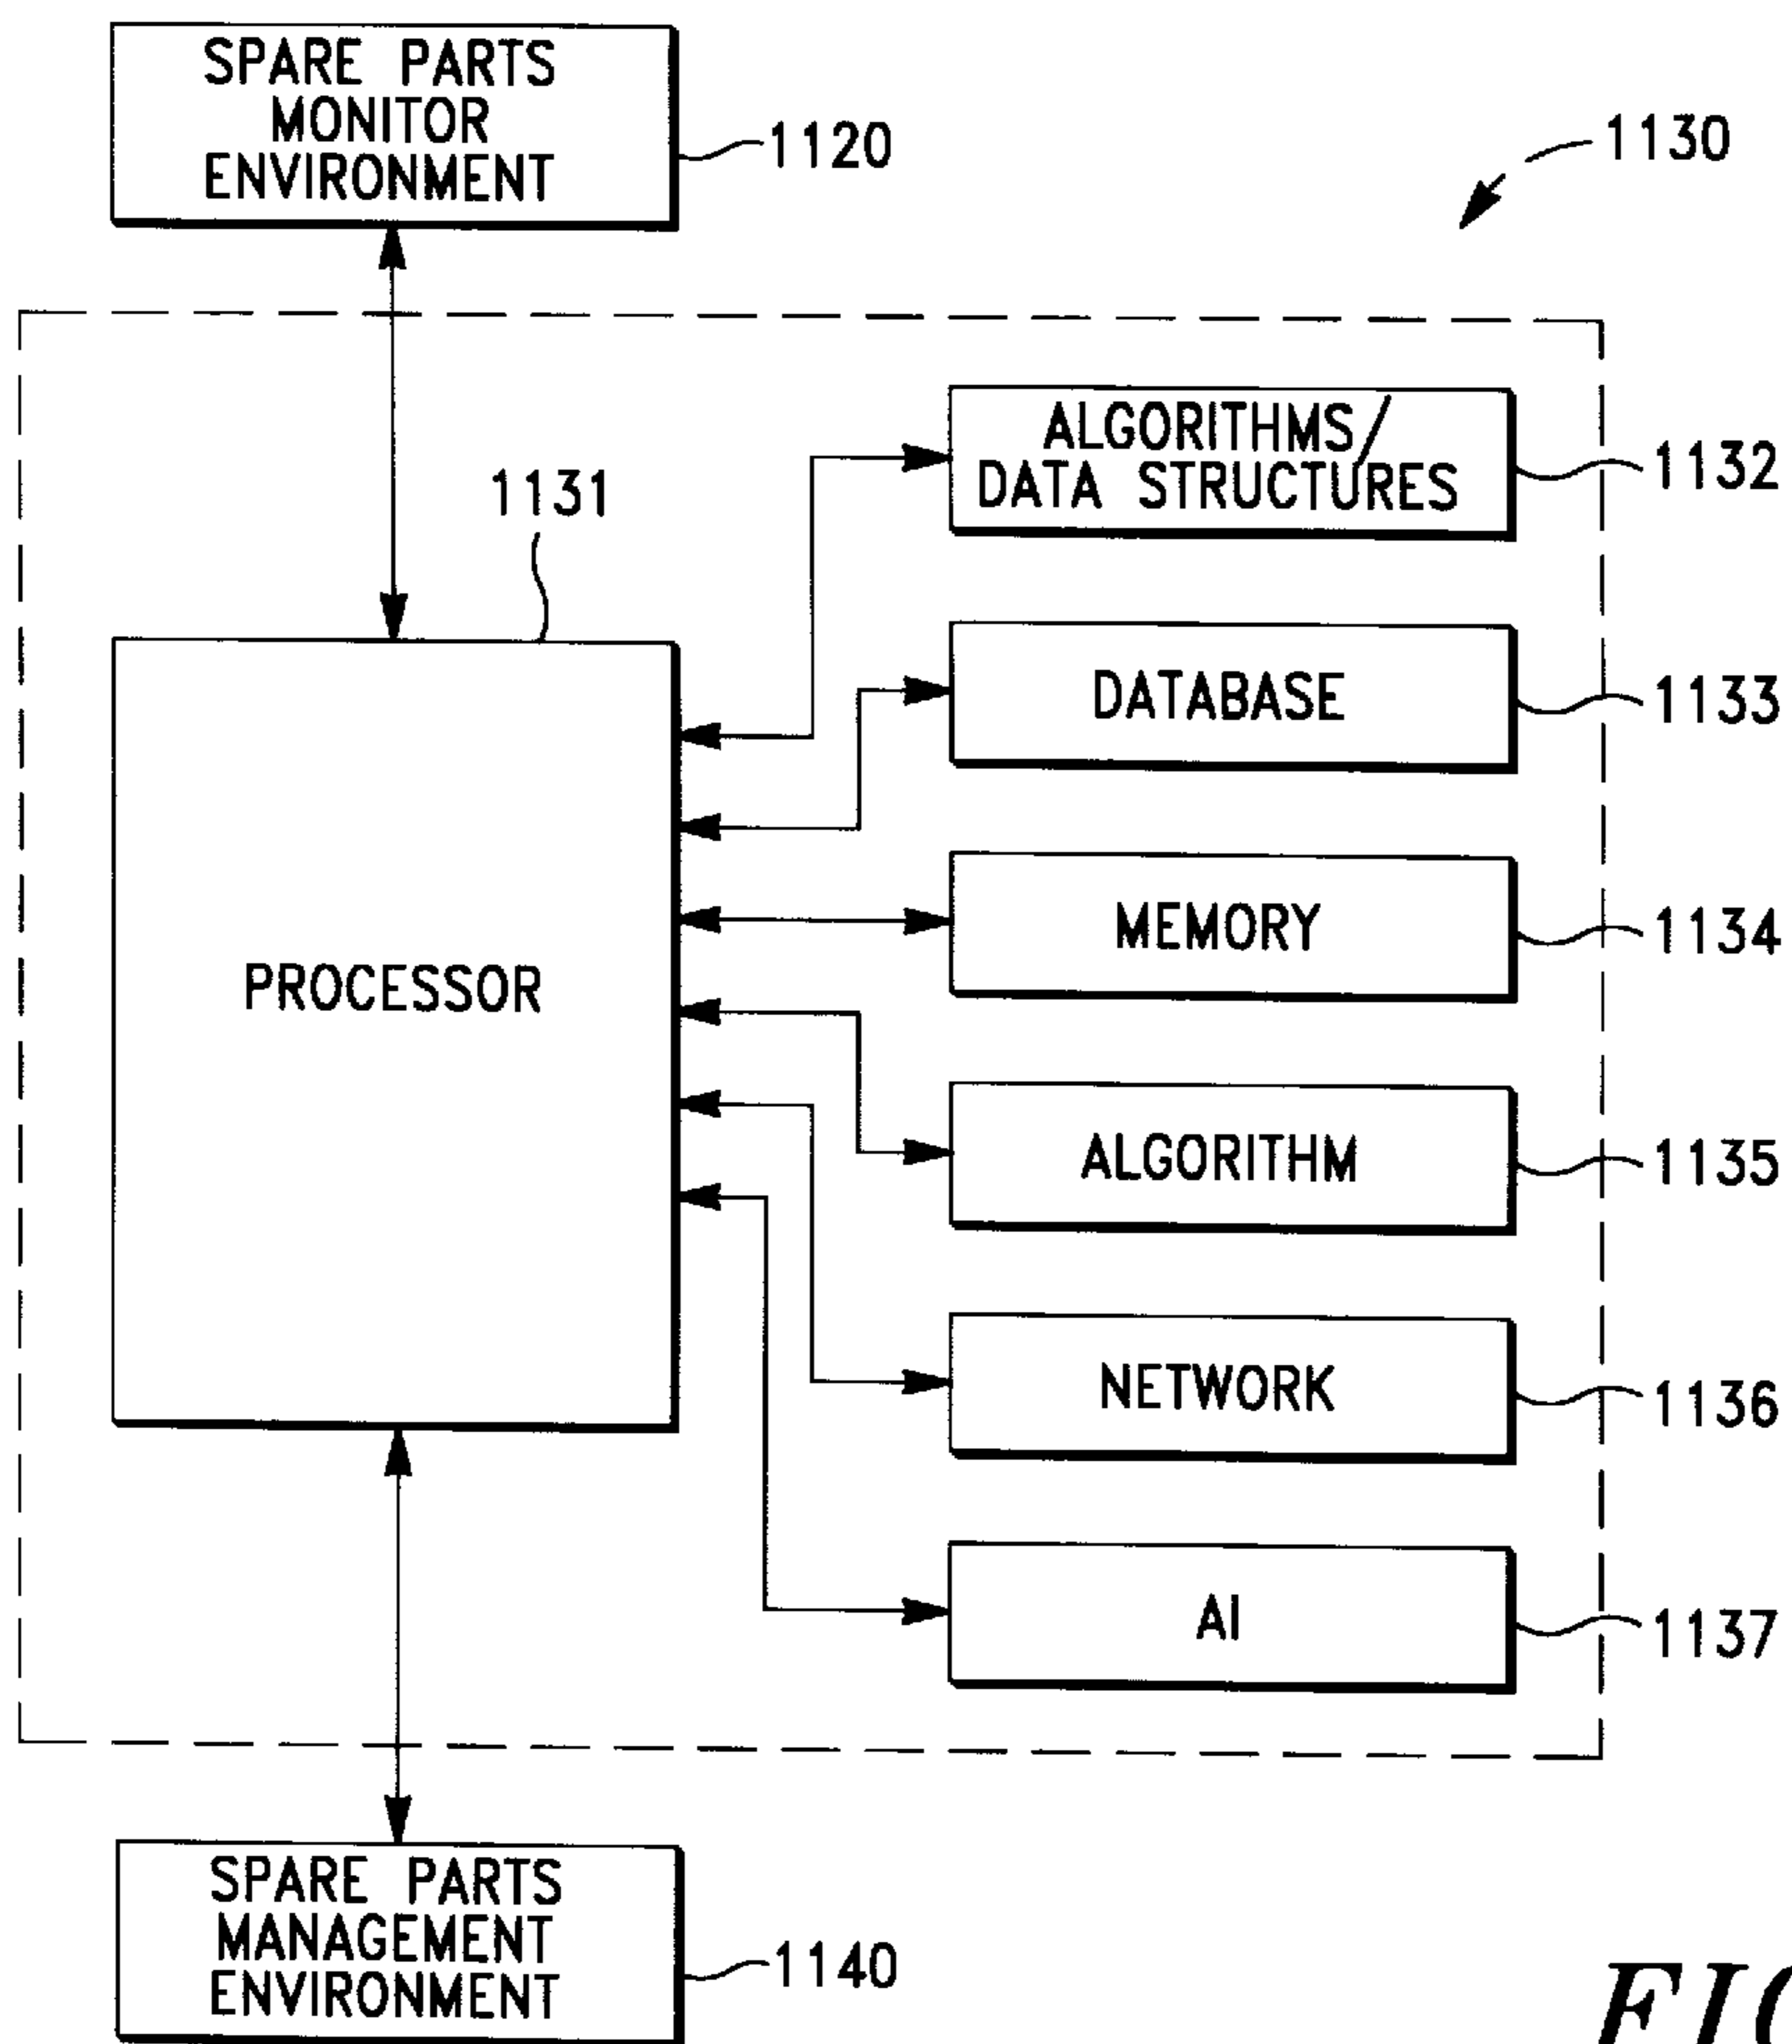 SPARE PARTS
MONITOR
ENVIRONMENT
1120
1130
1131
ALGORITHMS/
DATA STRUCTURES
1132
DATABASE
1133
PROCESSOR
MEMORY
1134
ALGORITHM
1135
NETWORK
1136
AI
1137
SPARE PARTS
MANAGEMENT
ENVIRONMENT
1140